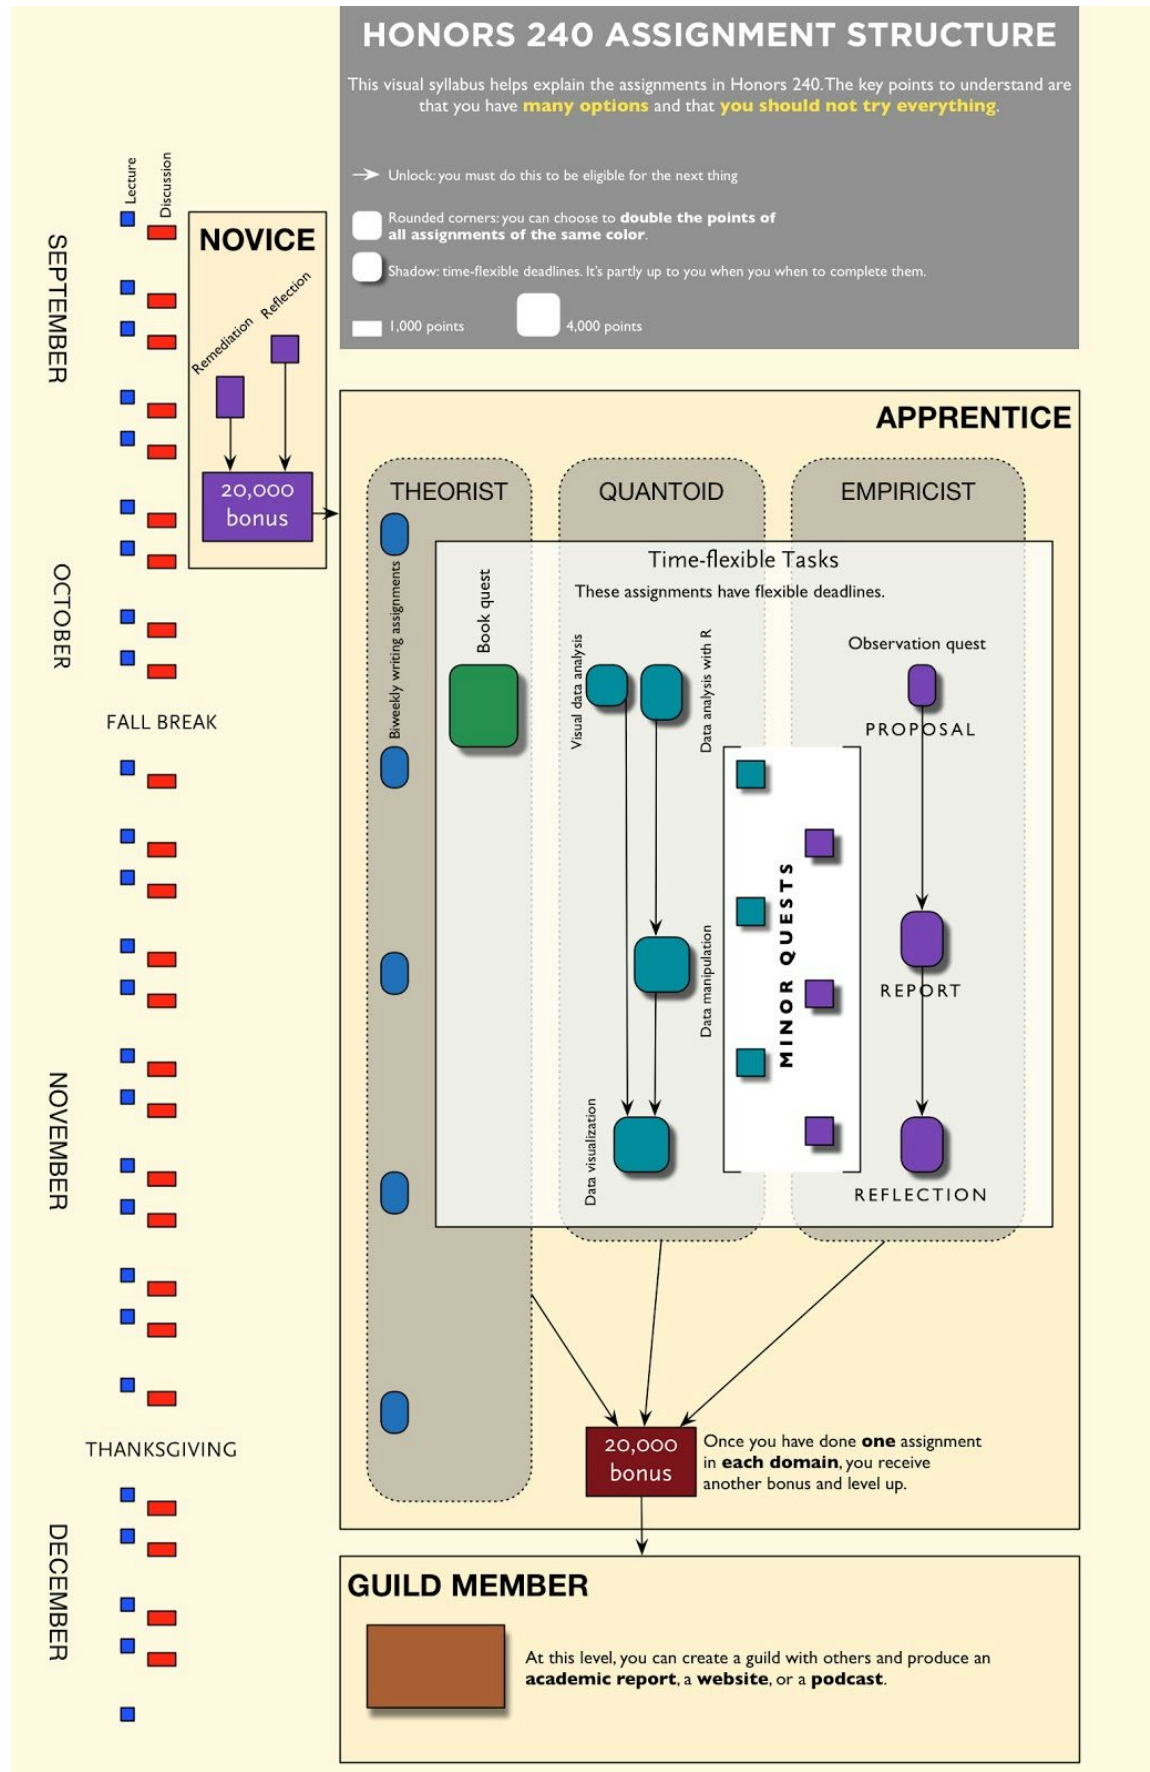 HONORS 240 ASSIGNMENT STRUCTURE
This visual syllabus helps explain the assignments in Honors 240. The key points to understand are
that you have many options and that you should not try everything.
Unlock: you must do this to be eligible for the next thing
Rounded corners: you can choose to double the points of
all assignments of the same color.
Shadow: time-flexible deadlines. It's partly up to you when you when to complete them.
1,000 points
4,000 points
Lecture
Discussion
SEPTEMBER
OCTOBER
FALL BREAK
NOVEMBER
THANKSGIVING
DECEMBER
NOVICE
Remediation
Reflection
20,000
bonus
APPRENTICE
THEORIST
QUANTOID
EMPIRICIST
Biweekly writing assignments
Time-flexible Tasks
These assignments have flexible deadlines.
Book quest
Visual data analysis
Data analysis with R
Observation quest
PROPOSAL
MINOR QUESTS
Data manipulation
REPORT
Data visualization
REFLECTION
20,000
bonus
Once you have done one assignment
in each domain, you receive
another bonus and level up.
GUILD MEMBER
At this level, you can create a guild with others and produce an
academic report, a website, or a podcast.